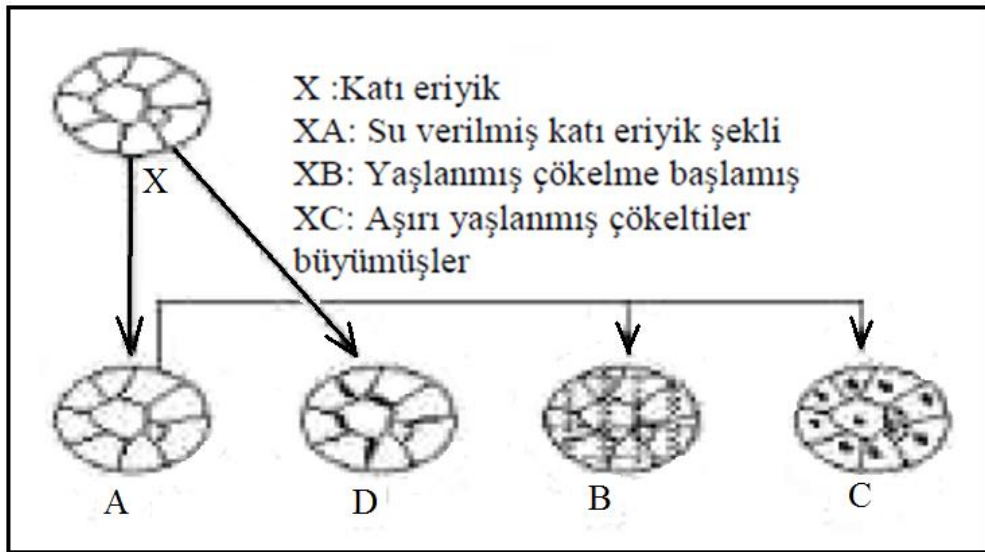 X :Katı eriyik
XA: Su verilmiş katı eriyik şekli
XB: Yaşlanmış çökelme başlamış
XC: Aşırı yaşlanmış çökeltiler
büyümüşler
X
A
D
B
C